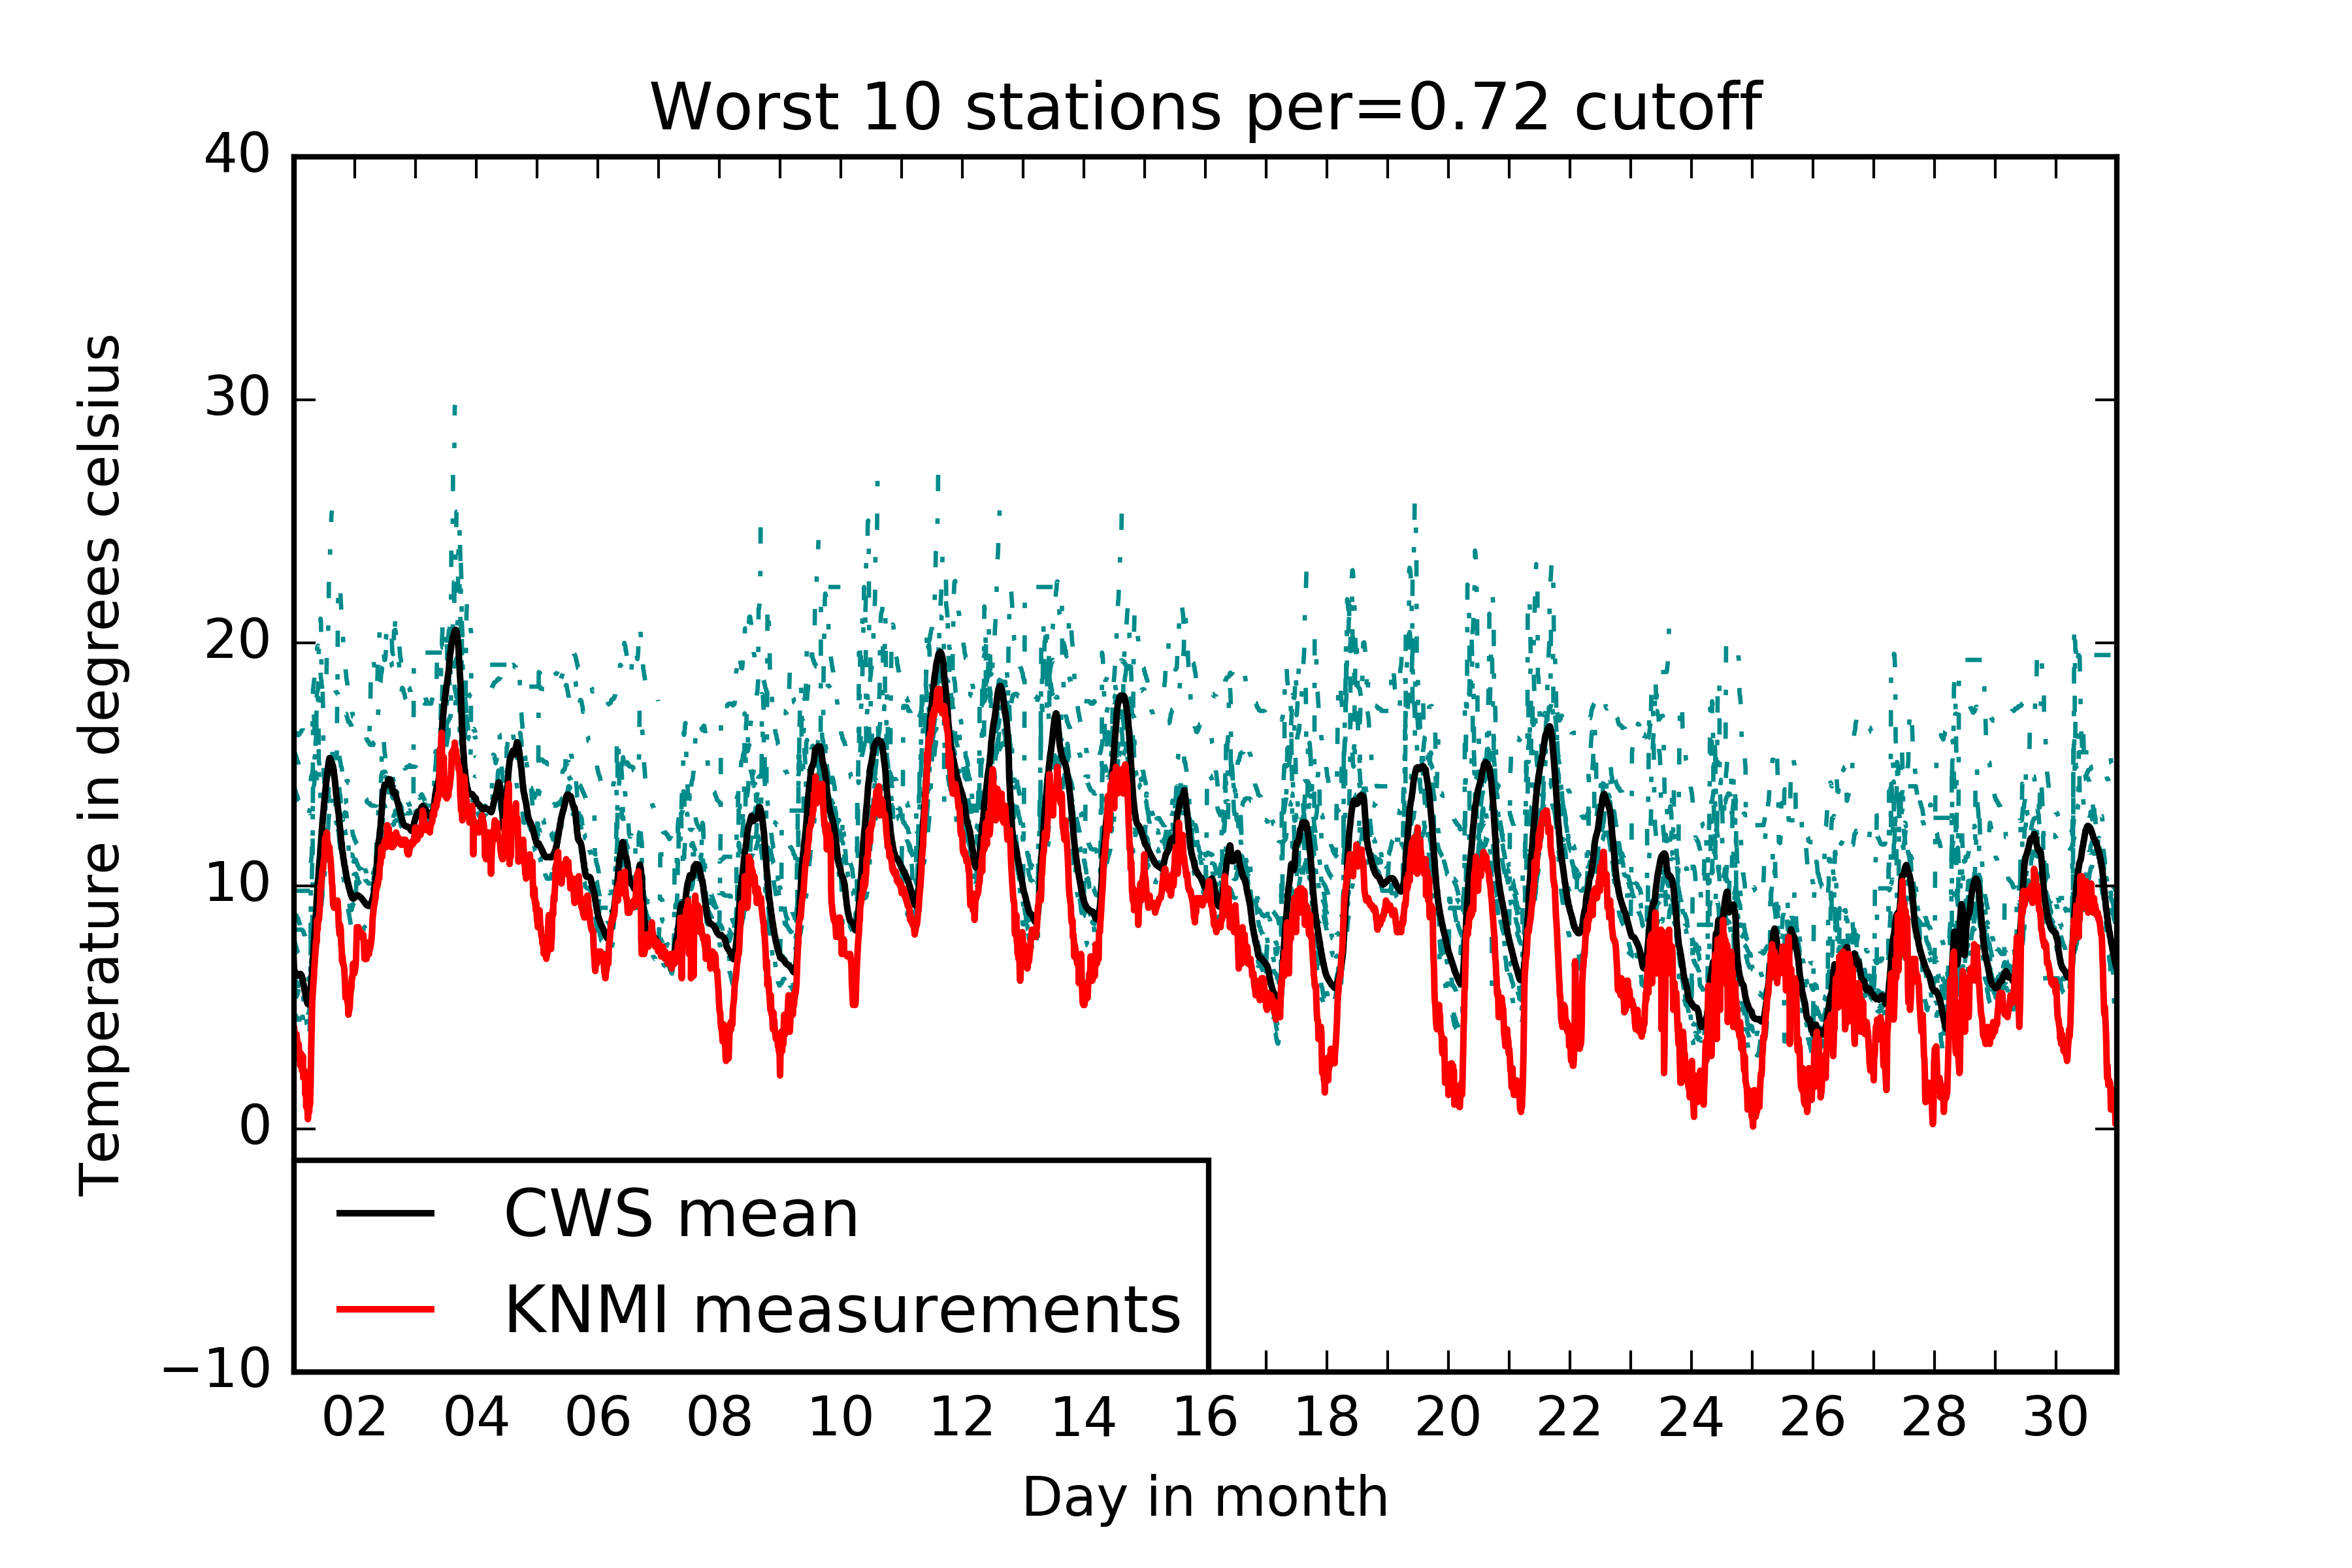 Worst 10 stations per=0.72 cutoff
40
30
20
10
0
−10
Temperature in degrees celsius
CWS mean
KNMI measurements
02 04 06 08 10 12 14 16 18 20 22 24 26 28 30
Day in month